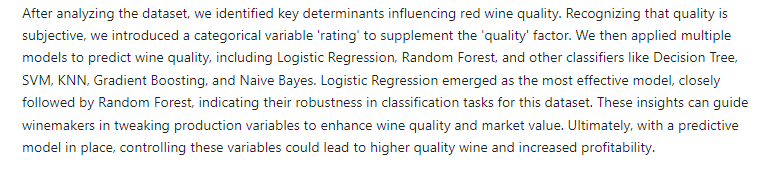 After analyzing the dataset, we identified key determinants influencing red wine quality. Recognizing that quality is
subjective, we introduced a categorical variable 'rating' to supplement the 'quality' factor. We then applied multiple
models to predict wine quality, including Logistic Regression, Random Forest, and other classifiers like Decision Tree,
SVM, KNN, Gradient Boosting, and Naive Bayes. Logistic Regression emerged as the most effective model, closely
followed by Random Forest, indicating their robustness in classification tasks for this dataset. These insights can guide
winemakers in tweaking production variables to enhance wine quality and market value. Ultimately, with a predictive
model in place, controlling these variables could lead to higher quality wine and increased profitability.